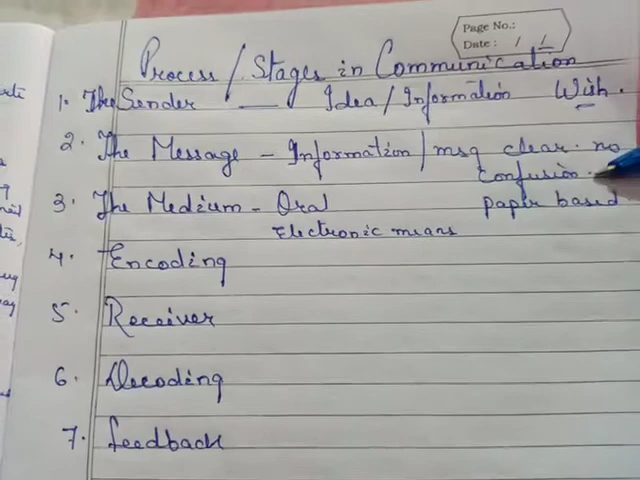 Page No.:
Date : / /
Process / Stages in Communication
1. The Sender — Idea / Information Wish.
2. The Message - Information / msg clear. no
confusion.
3. The Medium - Oral paper based
Electronic means
4. Encoding
5. Receiver
6. Decoding
7. feedback